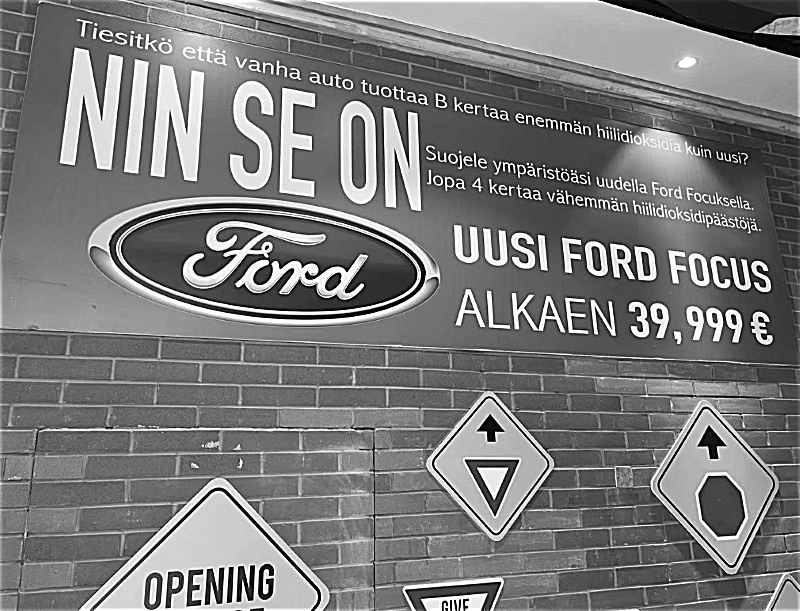 Tiesitkö että vanha auto tuottaa B kertaa enemmän hiilidioksidia kuin uusi?
NIN SE ON
Suojele ympäristöäsi uudella Ford Focuksella.
Jopa 4 kertaa vähemmän hiilidioksidipäästöjä.
Ford
UUSI FORD FOCUS
ALKAEN 39,999 €
OPENING
GIVE